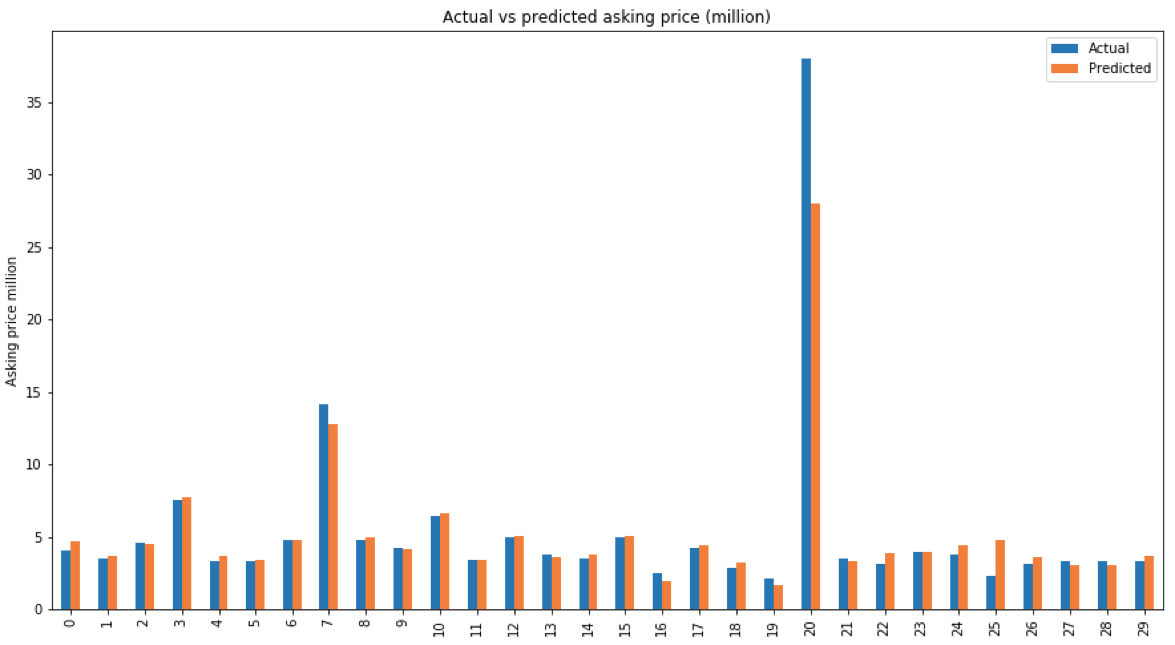 Actual vs predicted asking price (million)
Actual
Predicted
Asking price million
35
30
25
20
15
10
5
0
0 1 2 3 4 5 6 7 8 9 10 11 12 13 14 15 16 17 18 19 20 21 22 23 24 25 26 27 28 29